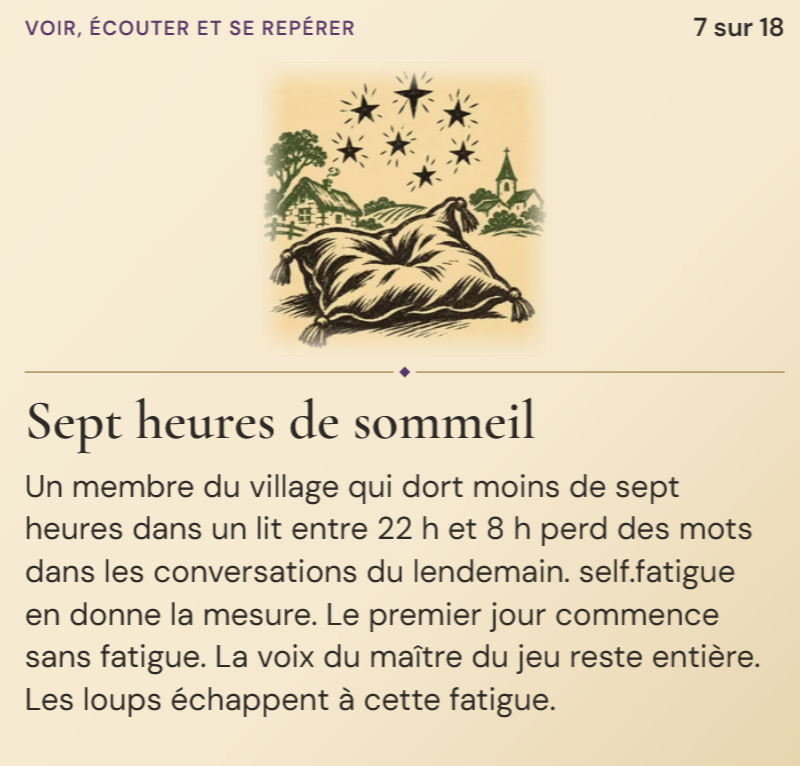 VOIR, ÉCOUTER ET SE REPÉRER
7 sur 18
Sept heures de sommeil
Un membre du village qui dort moins de sept
heures dans un lit entre 22 h et 8 h perd des mots
dans les conversations du lendemain. self.fatigue
en donne la mesure. Le premier jour commence
sans fatigue. La voix du maître du jeu reste entière.
Les loups échappent à cette fatigue.